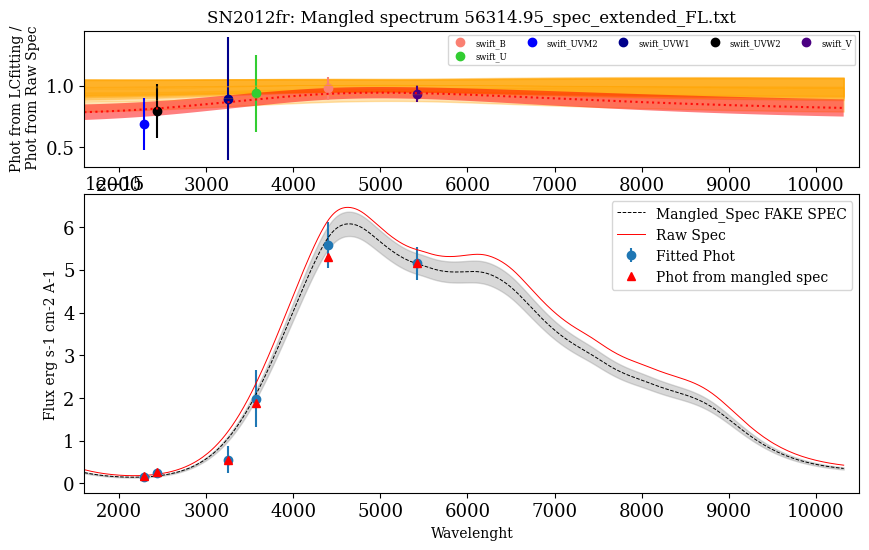 SN2012fr: Mangled spectrum 56314.95_spec_extended_FL.txt
Phot from LCfitting /
Phot from Raw Spec
swift_B swift_UVM2 swift_UVW1 swift_UVW2 swift_V
swift_U
1.0
0.5
2000 3000 4000 5000 6000 7000 8000 9000 10000
1e−15
Flux erg s-1 cm-2 A-1
Mangled_Spec FAKE SPEC
Raw Spec
Fitted Phot
Phot from mangled spec
6
5
4
3
2
1
0
2000 3000 4000 5000 6000 7000 8000 9000 10000
Wavelenght